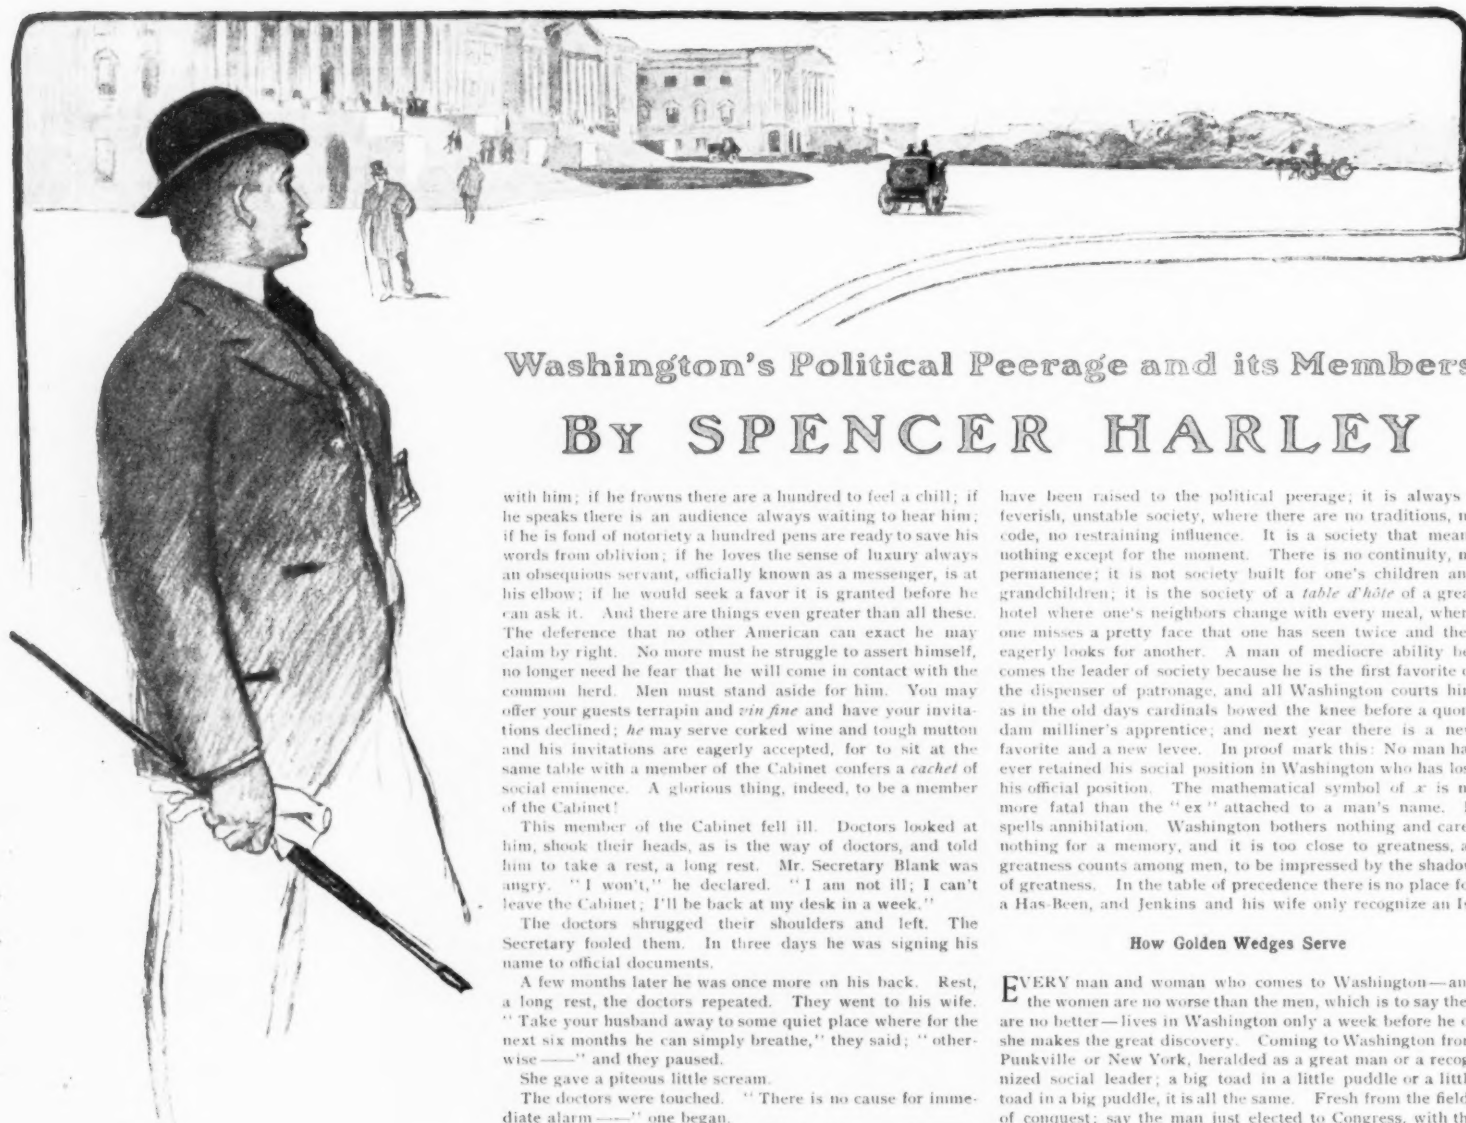 Washington's Political Peerage and its Members
By SPENCER HARLEY
with him; if he frowns there are a hundred to feel a chill; if
he speaks there is an audience always waiting to hear him;
if he is fond of notoriety a hundred pens are ready to save his
words from oblivion; if he loves the sense of luxury always
an obsequious servant, officially known as a messenger, is at
his elbow; if he would seek a favor it is granted before he
can ask it. And there are things even greater than all these.
The deference that no other American can exact he may
claim by right. No more must he struggle to assert himself,
no longer need he fear that he will come in contact with the
common herd. Men must stand aside for him. You may
offer your guests terrapin and vin fine and have your invita-
tions declined; he may serve corked wine and tough mutton
and his invitations are eagerly accepted, for to sit at the
same table with a member of the Cabinet confers a cachet of
social eminence. A glorious thing, indeed, to be a member
of the Cabinet!
This member of the Cabinet fell ill. Doctors looked at
him, shook their heads, as is the way of doctors, and told
him to take a rest, a long rest. Mr. Secretary Blank was
angry. "I won't," he declared. "I am not ill; I can't
leave the Cabinet; I'll be back at my desk in a week."
The doctors shrugged their shoulders and left. The
Secretary fooled them. In three days he was signing his
name to official documents.
A few months later he was once more on his back. Rest,
a long rest, the doctors repeated. They went to his wife.
"Take your husband away to some quiet place where for the
next six months he can simply breathe," they said; "other-
wise——" and they paused.
She gave a piteous little scream.
The doctors were touched. "There is no cause for imme-
diate alarm——" one began.
have been raised to the political peerage; it is always
feverish, unstable society, where there are no traditions, n
code, no restraining influence. It is a society that mean
nothing except for the moment. There is no continuity, n
permanence; it is not society built for one's children an
grandchildren; it is the society of a table d'hôte of a grea
hotel where one's neighbors change with every meal, wher
one misses a pretty face that one has seen twice and the
eagerly looks for another. A man of mediocre ability be
comes the leader of society because he is the first favorite o
the dispenser of patronage, and all Washington courts him
as in the old days cardinals bowed the knee before a quon
dam milliner's apprentice; and next year there is a new
favorite and a new levee. In proof mark this: No man ha
ever retained his social position in Washington who has los
his official position. The mathematical symbol of x is n
more fatal than the "ex" attached to a man's name. I
spells annihilation. Washington bothers nothing and care
nothing for a memory, and it is too close to greatness, a
greatness counts among men, to be impressed by the shadow
of greatness. In the table of precedence there is no place fo
a Has-Been, and Jenkins and his wife only recognize an Is
How Golden Wedges Serve
EVERY man and woman who comes to Washington—an
the women are no worse than the men, which is to say the
are no better—lives in Washington only a week before he o
she makes the great discovery. Coming to Washington from
Punkville or New York, heralded as a great man or a recog
nized social leader; a big toad in a little puddle or a littl
toad in a big puddle, it is all the same. Fresh from the field
of conquest; say the man just elected to Congress, with th